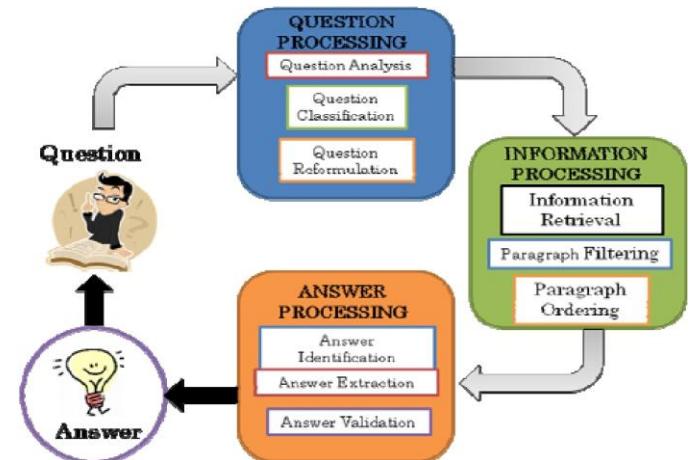 QUESTION
PROCESSING
Question Analysis
Question
Classification
Question
Reformulation
Question
INFORMATION
PROCESSING
Information
Retrieval
Paragraph Filtering
Paragraph
Ordering
ANSWER
PROCESSING
Answer
Identification
Answer Extraction
Answer Validation
Answer